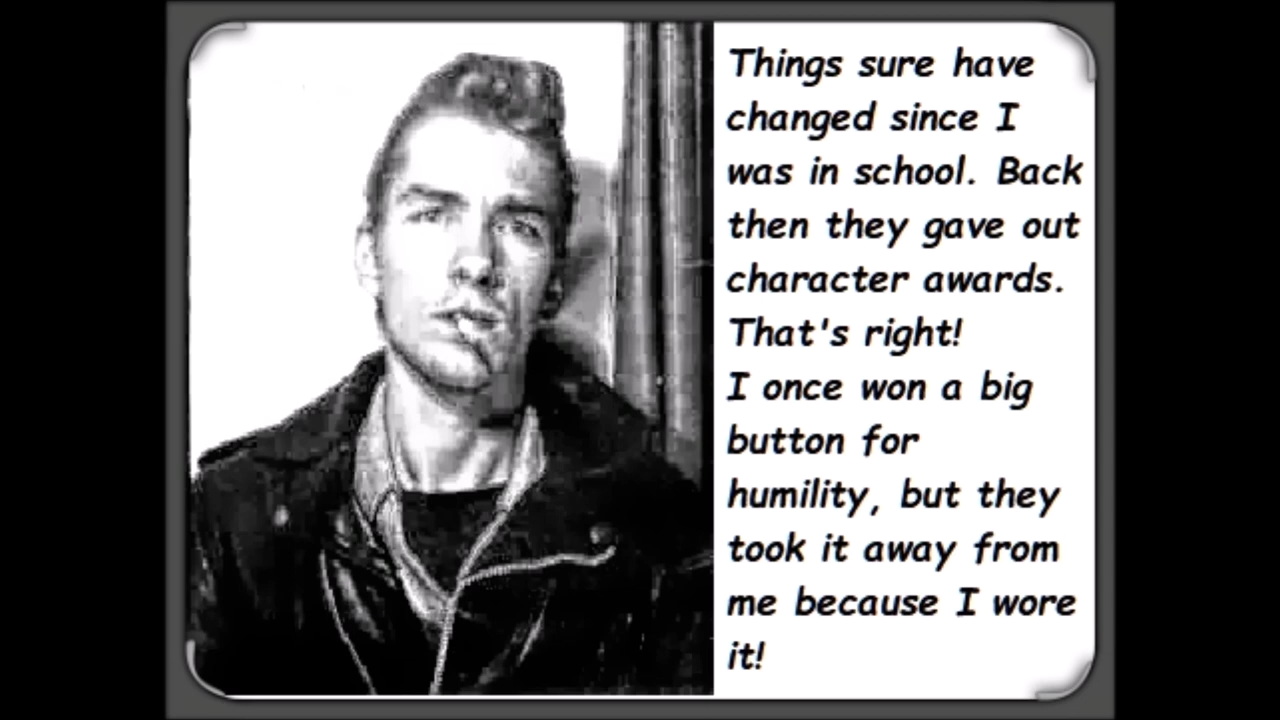 Things sure have
changed since I
was in school. Back
then they gave out
character awards.
That's right!
I once won a big
button for
humility, but they
took it away from
me because I wore
it!